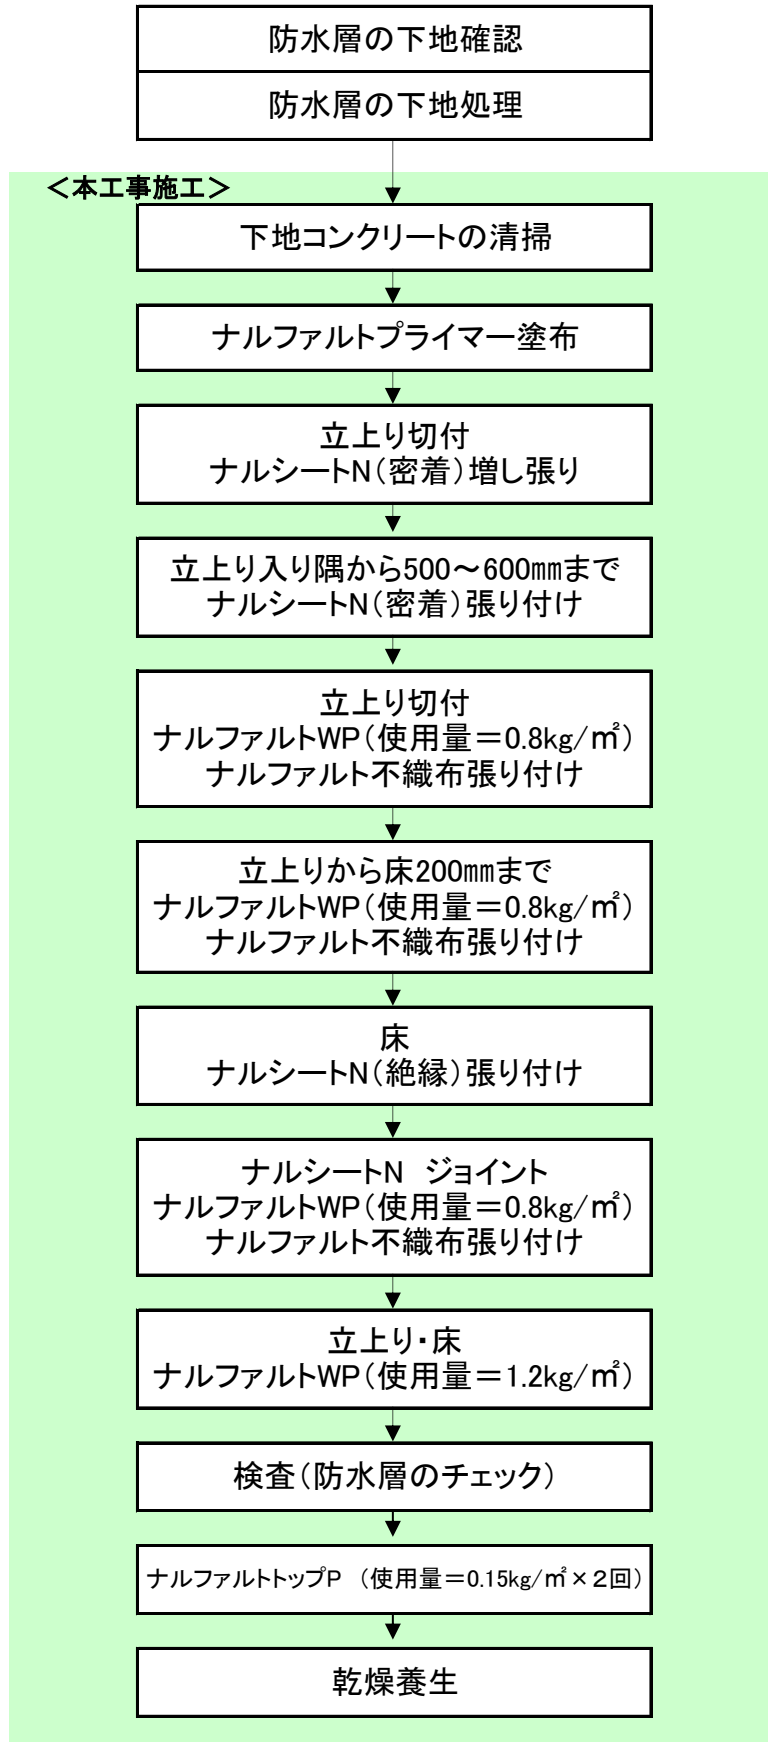 防水層の下地確認
防水層の下地処理
＜本工事施工＞
下地コンクリートの清掃
ナルファルトプライマー塗布
立上り切付
ナルシートN（密着）増し張り
立上り入り隅から500～600㎜まで
ナルシートN（密着）張り付け
立上り切付
ナルファルトWP（使用量＝0.8kg/㎡）
ナルファルト不織布張り付け
立上りから床200㎜まで
ナルファルトWP（使用量＝0.8kg/㎡）
ナルファルト不織布張り付け
床
ナルシートN（絶縁）張り付け
ナルシートN　ジョイント
ナルファルトWP（使用量＝0.8kg/㎡）
ナルファルト不織布張り付け
立上り・床
ナルファルトWP（使用量＝1.2kg/㎡）
検査（防水層のチェック）
ナルファルトトップP　（使用量＝0.15kg/㎡×２回）
乾燥養生